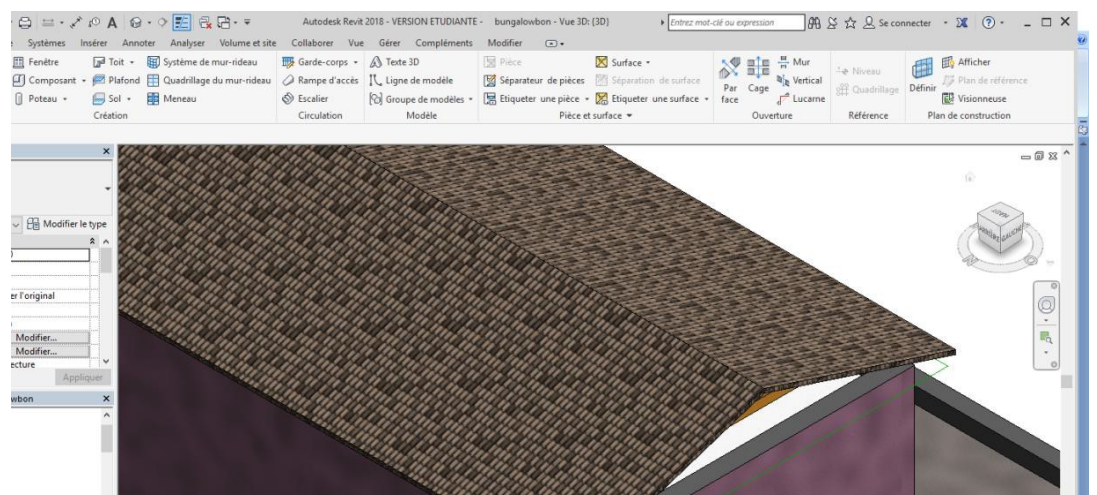 Autodesk Revit 2018 - VERSION ETUDIANTE - bungalowbon - Vue 3D: {3D} Entrez mot-clé ou expression Se connecter
Systèmes Insérer Annoter Analyser Volume et site Collaborer Vue Gérer Compléments Modifier
Fenêtre Toit Système de mur-rideau Garde-corps Texte 3D Pièce Surface Mur Niveau Afficher
Composant Plafond Quadrillage du mur-rideau Rampe d'accès Ligne de modèle Séparateur de pièces Séparation de surface Par face Cage Vertical Quadrillage Définir Plan de référence
Poteau Sol Meneau Escalier Groupe de modèles Étiqueter une pièce Étiqueter une surface Lucarne Visionneuse
Création Circulation Modèle Pièce et surface Ouverture Référence Plan de construction
Modifier le type
er l'original
Modifier...
Modifier...
ecture
Appliquer
wbon
ARRIÈRE GAUCHE